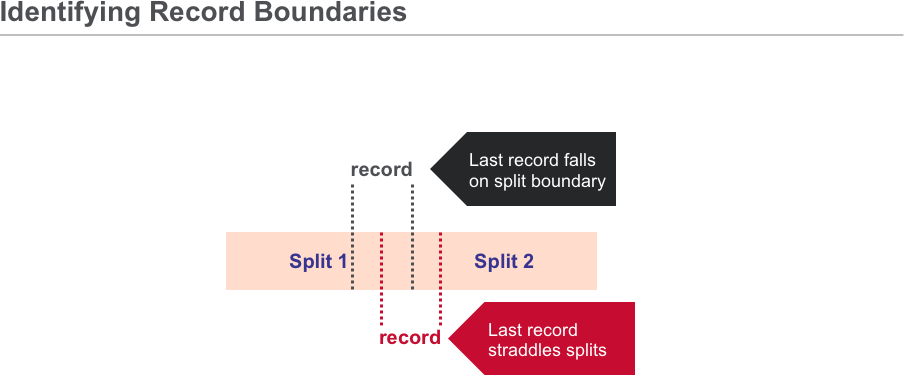 Identifying Record Boundaries
record
Last record falls
on split boundary
Split 1
Split 2
record
Last record
straddles splits